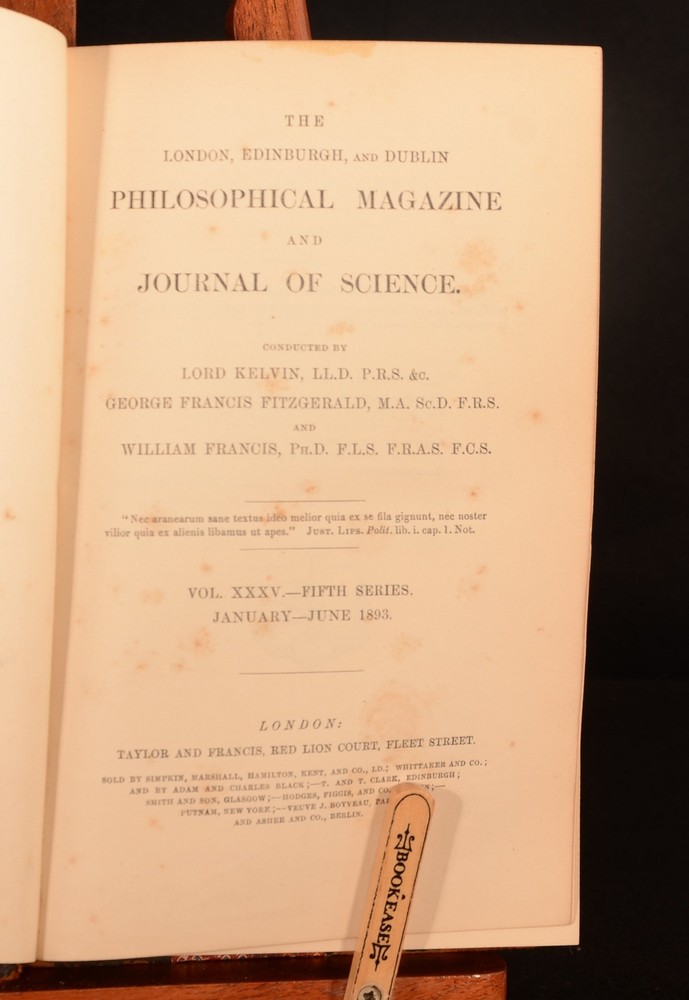 THE
LONDON, EDINBURGH, AND DUBLIN
PHILOSOPHICAL MAGAZINE
AND
JOURNAL OF SCIENCE.
CONDUCTED BY
LORD KELVIN, LL.D. P.R.S. &c.
GEORGE FRANCIS FITZGERALD, M.A. Sc.D. F.R.S.
AND
WILLIAM FRANCIS, Ph.D. F.L.S. F.R.A.S. F.C.S.
"Nec aranearum sane textus ideo melior quia ex se fila gignunt, nec noster
vilior quia ex alienis libamus ut apes." Just. Lips. Polit. lib. i. cap. 1. Not.
VOL. XXXV.—FIFTH SERIES.
JANUARY—JUNE 1893.
LONDON:
TAYLOR AND FRANCIS, RED LION COURT, FLEET STREET.
SOLD BY SIMPKIN, MARSHALL, HAMILTON, KENT, AND CO., LD.; WHITTAKER AND CO.;
AND BY ADAM AND CHARLES BLACK;—T. AND T. CLARK, EDINBURGH;
SMITH AND SON, GLASGOW;—HODGES, FIGGIS, AND CO.
PUTNAM, NEW YORK;—VEUVE J. BOYVEAU,
AND ASHER AND CO., BERLIN.
BOOKEASE